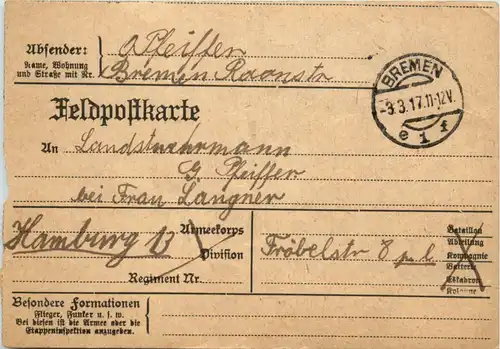 Absender: O Pfeiffer
Name, Wohnung
und Straße mit Nr. Bremen Roonstr
BREMEN
-3.3.17.11-12V.
e i f
Feldpostkarte
An Landsturmmann
G. Pfeiffer
bei Frau Langner
Hamburg 13
Armeekorps
Division
Regiment Nr.
Fröbelstr 8 p. l.
Bataillon
Abteilung
Kompagnie
Batterie
Eskadron
Kolonne
Besondere Formationen
Flieger, Funker u. s. w.
Bei diesen ist die Armee oder die
Etappeninspektion anzugeben.